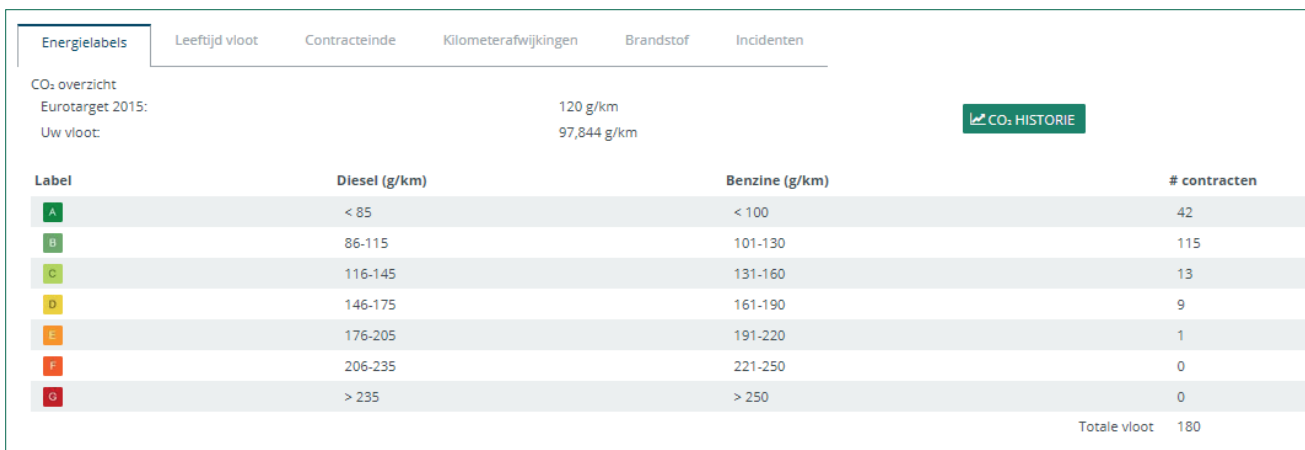 Energielabels Leeftijd vloot Contracteinde Kilometerafwijkingen Brandstof Incidenten
CO₂ overzicht
Eurotarget 2015: 120 g/km
Uw vloot: 97,844 g/km
CO₂ HISTORIE
Label Diesel (g/km) Benzine (g/km) # contracten
A < 85 < 100 42
B 86-115 101-130 115
C 116-145 131-160 13
D 146-175 161-190 9
E 176-205 191-220 1
F 206-235 221-250 0
G > 235 > 250 0
Totale vloot 180